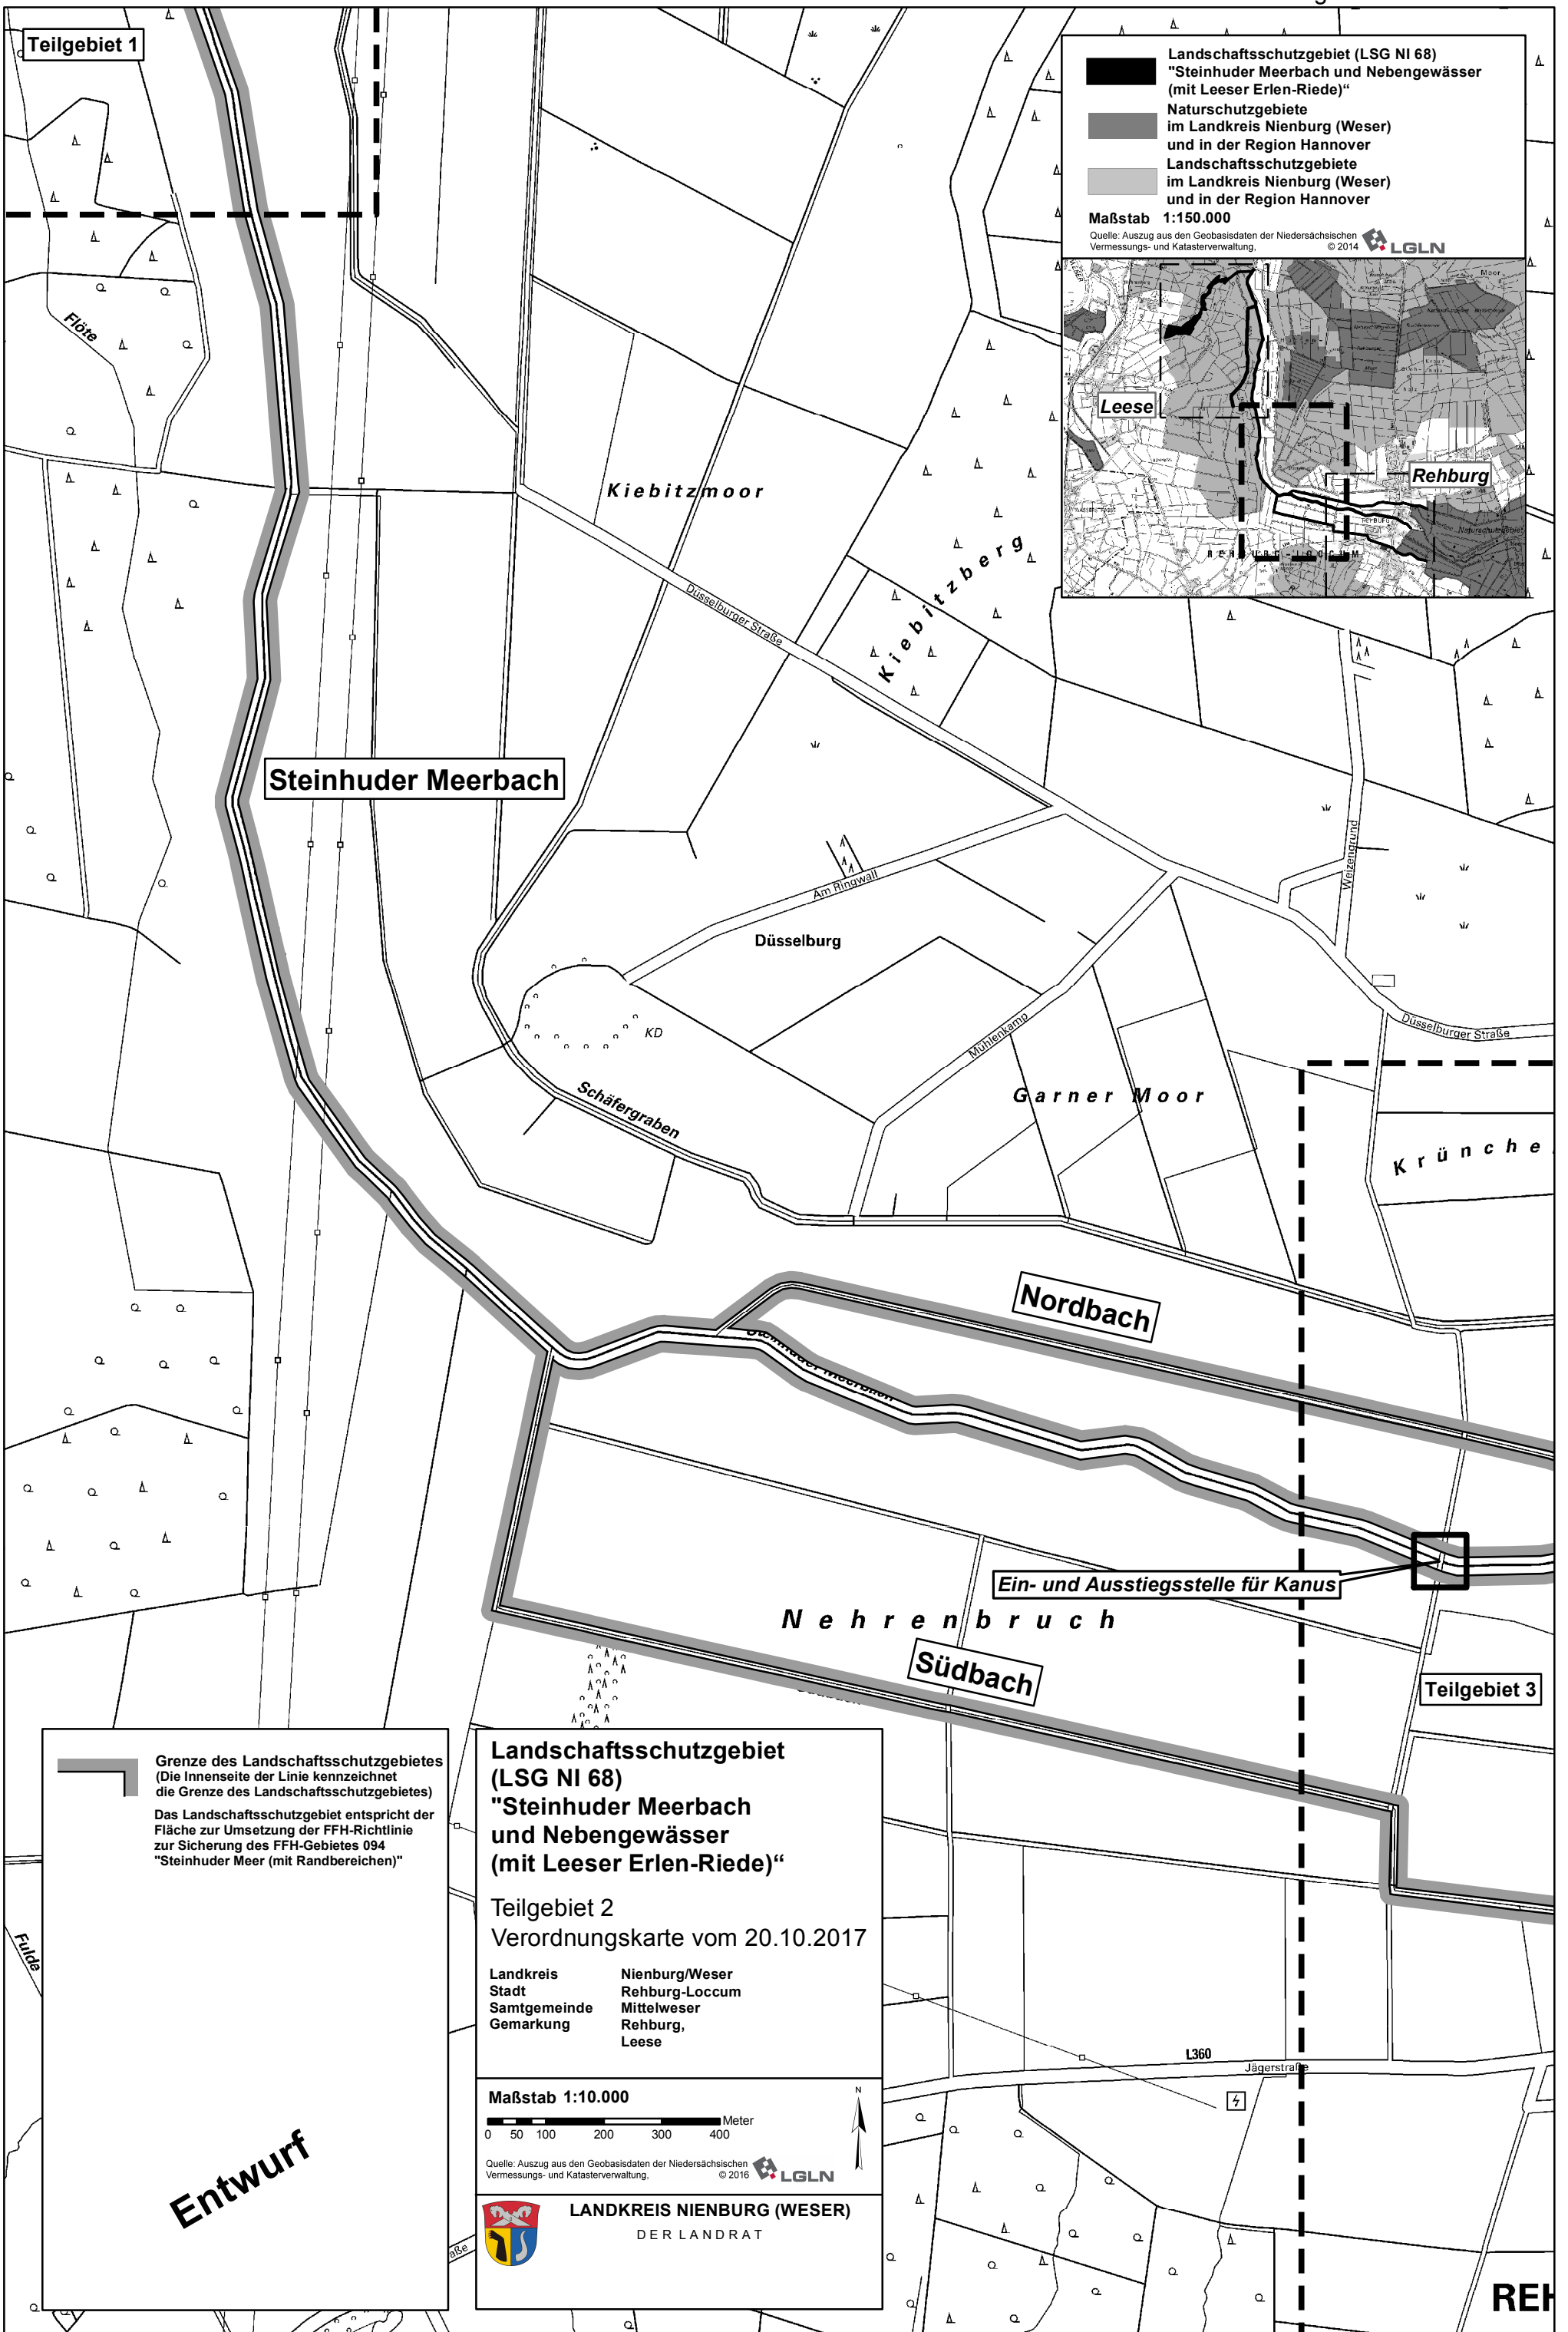 Teilgebiet 1
Landschaftsschutzgebiet (LSG NI 68)
"Steinhuder Meerbach und Nebengewässer
(mit Leeser Erlen-Riede)“
Naturschutzgebiete
im Landkreis Nienburg (Weser)
und in der Region Hannover
Landschaftsschutzgebiete
im Landkreis Nienburg (Weser)
und in der Region Hannover
Maßstab 1:150.000
Quelle: Auszug aus den Geobasisdaten der Niedersächsischen
Vermessungs- und Katasterverwaltung, © 2014
LGLN
Moor
Leese
Rehburg
REHBURG-LOCCUM
Flöte
Kiebitzmoor
Kiebitzberg
Düsselburger Straße
Steinhuder Meerbach
Weizengrund
Am Ringwall
Düsselburg
KD
Mühlenkamp
Düsselburger Straße
Schäfergraben
Garner Moor
Krünche
Nordbach
Steinhuder Meerbach
Ein- und Ausstiegsstelle für Kanus
Nehrenbruch
Südbach
Teilgebiet 3
Grenze des Landschaftsschutzgebietes
(Die Innenseite der Linie kennzeichnet
die Grenze des Landschaftsschutzgebietes)
Das Landschaftsschutzgebiet entspricht der
Fläche zur Umsetzung der FFH-Richtlinie
zur Sicherung des FFH-Gebietes 094
"Steinhuder Meer (mit Randbereichen)"
Fulde
Entwurf
Landschaftsschutzgebiet
(LSG NI 68)
"Steinhuder Meerbach
und Nebengewässer
(mit Leeser Erlen-Riede)“
Teilgebiet 2
Verordnungskarte vom 20.10.2017
Landkreis Nienburg/Weser
Stadt Rehburg-Loccum
Samtgemeinde Mittelweser
Gemarkung Rehburg,
Leese
Maßstab 1:10.000
Meter
0 50 100 200 300 400
N
Quelle: Auszug aus den Geobasisdaten der Niedersächsischen
Vermessungs- und Katasterverwaltung, © 2016
LGLN
LANDKREIS NIENBURG (WESER)
DER LANDRAT
L360
Jägerstraße
aße
REH